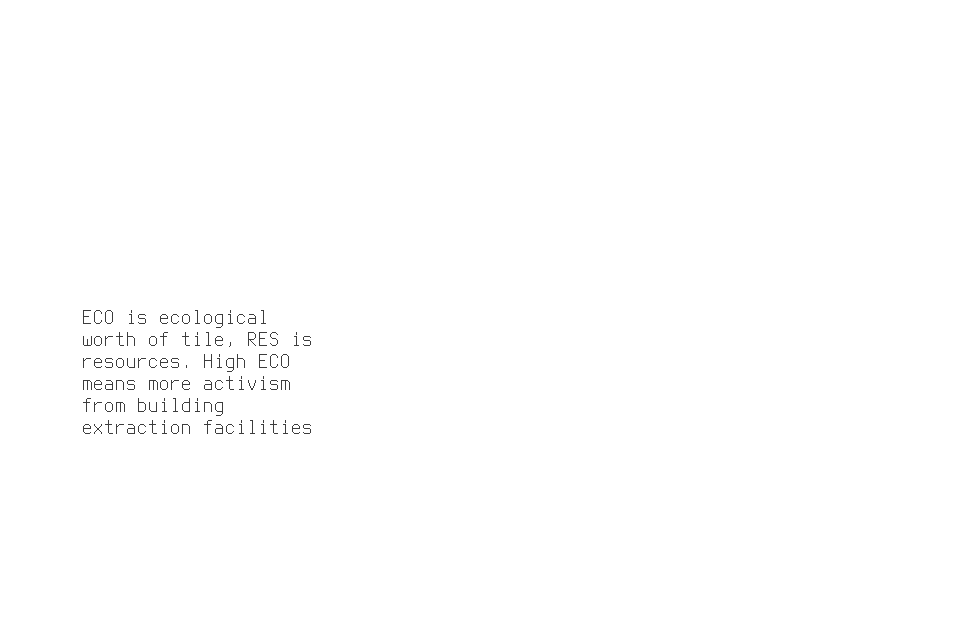 ECO is ecological
worth of tile, RES is
resources. High ECO
means more activism
from building
extraction facilities